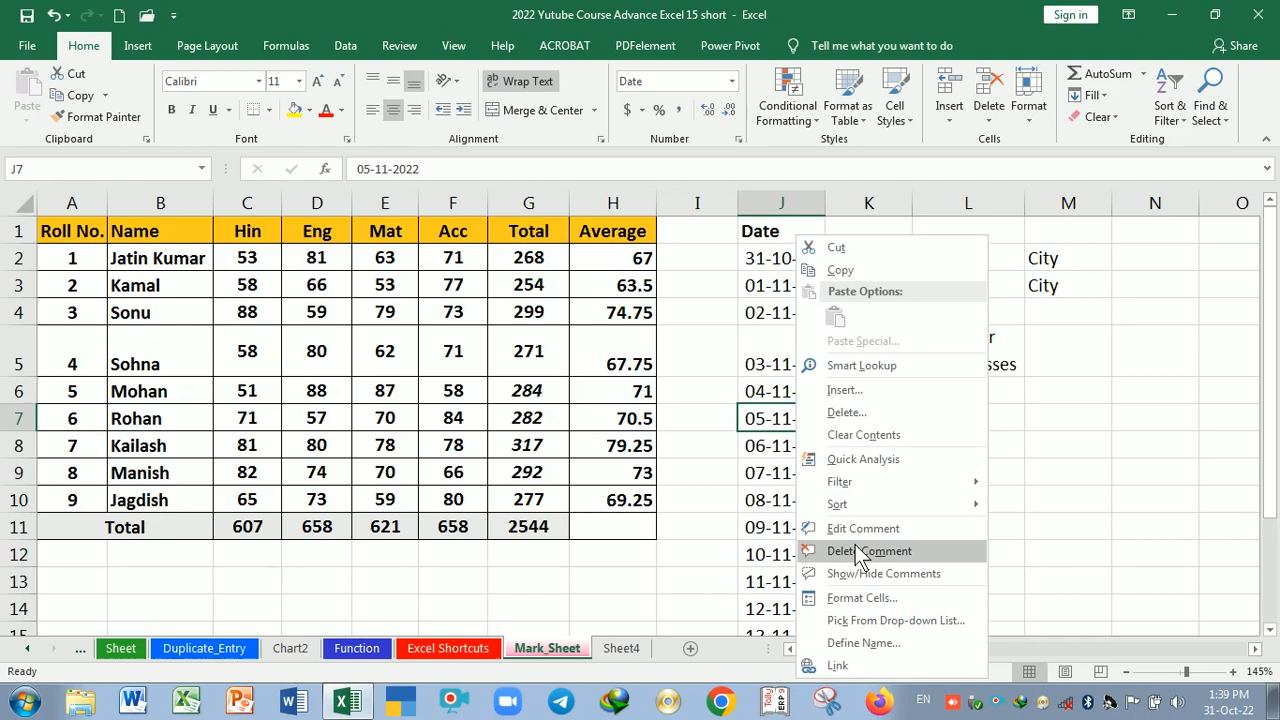 2022 Yutube Course Advance Excel 15 short - Excel
Sign in
File Home Insert Page Layout Formulas Data Review View Help ACROBAT PDFelement Power Pivot Tell me what you want to do Share
Paste
Cut
Copy
Format Painter
Clipboard
Calibri 11
B I U
Font
Wrap Text
Merge & Center
Alignment
Date
$ % ,
Number
Conditional Formatting
Format as Table
Cell Styles
Styles
Insert Delete Format
Cells
AutoSum
Fill
Clear
Sort & Filter
Find & Select
Editing
J7 fx 05-11-2022
A B C D E F G H I J K L M N O
1 Roll No. Name Hin Eng Mat Acc Total Average Date
2 1 Jatin Kumar 53 81 63 71 268 67 31-10- City
3 2 Kamal 58 66 53 77 254 63.5 01-11- City
4 3 Sonu 88 59 79 73 299 74.75 02-11-
r
5 4 Sohna 58 80 62 71 271 67.75 03-11- sses
6 5 Mohan 51 88 87 58 284 71 04-11-
7 6 Rohan 71 57 70 84 282 70.5 05-11-
8 7 Kailash 81 80 78 78 317 79.25 06-11-
9 8 Manish 82 74 70 66 292 73 07-11-
10 9 Jagdish 65 73 59 80 277 69.25 08-11-
11 Total 607 658 621 658 2544 09-11-
12 10-11-
13 11-11-
14 12-11-
Cut
Copy
Paste Options:
Paste Special...
Smart Lookup
Insert...
Delete...
Clear Contents
Quick Analysis
Filter
Sort
Edit Comment
Delete Comment
Show/Hide Comments
Format Cells...
Pick From Drop-down List...
Define Name...
Link
... Sheet Duplicate_Entry Chart2 Function Excel Shortcuts Mark_Sheet Sheet4
Ready
145%
EN
1:39 PM
31-Oct-22